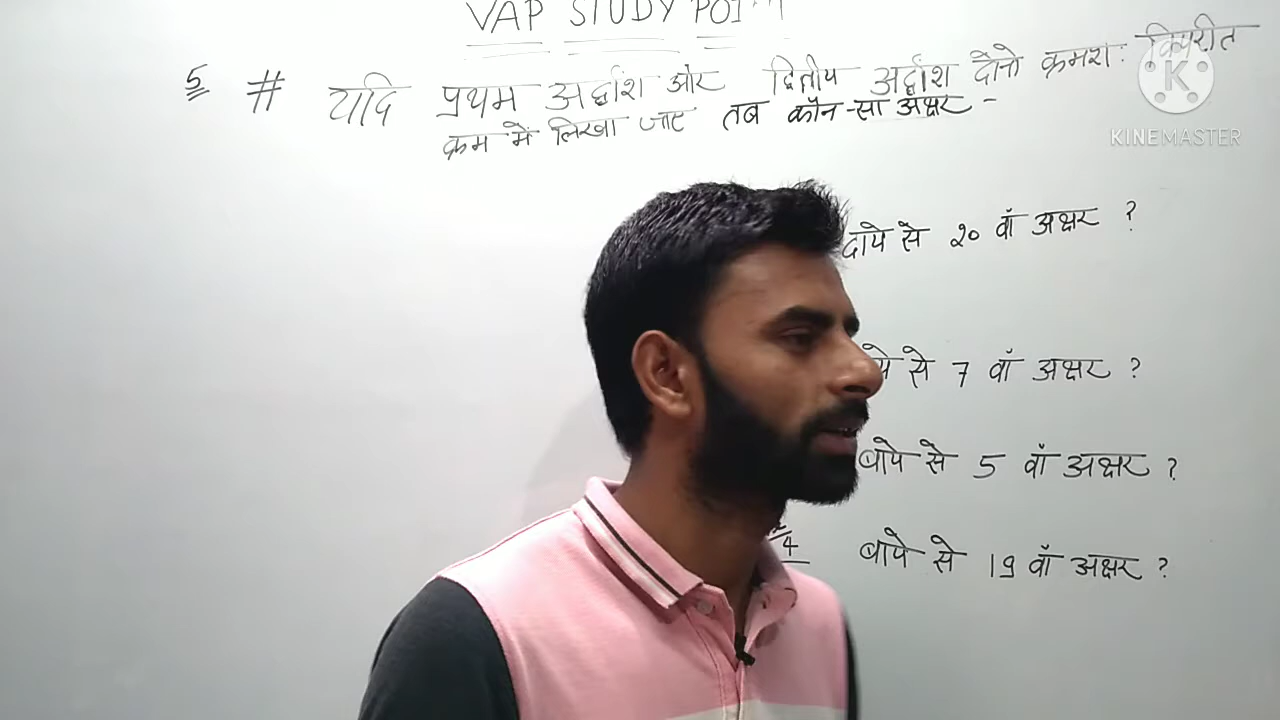 VAP STUDY POINT
5 # यदि प्रथम अर्द्धांश और द्वितीय अर्द्धांश दोनो क्रमशः विपरीत
क्रम में लिखा जाए तब कौन-सा अक्षर -
K
KINEMASTER
दाये से 20 वाँ अक्षर ?
से 7 वाँ अक्षर ?
बाये से 5 वाँ अक्षर ?
4 बाये से 19 वाँ अक्षर ?